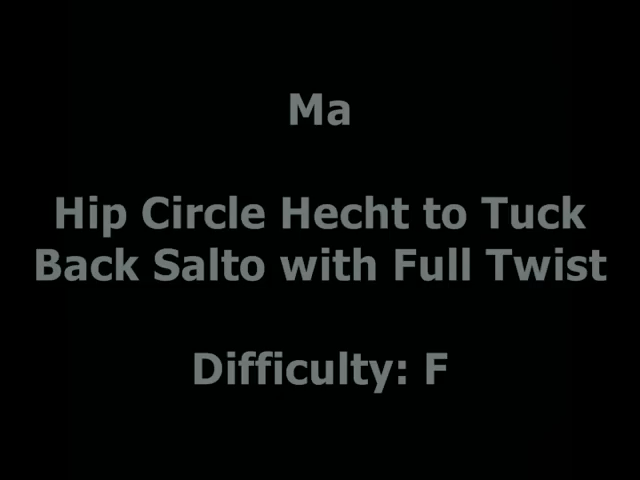 Ma
Hip Circle Hecht to Tuck
Back Salto with Full Twist
Difficulty: F